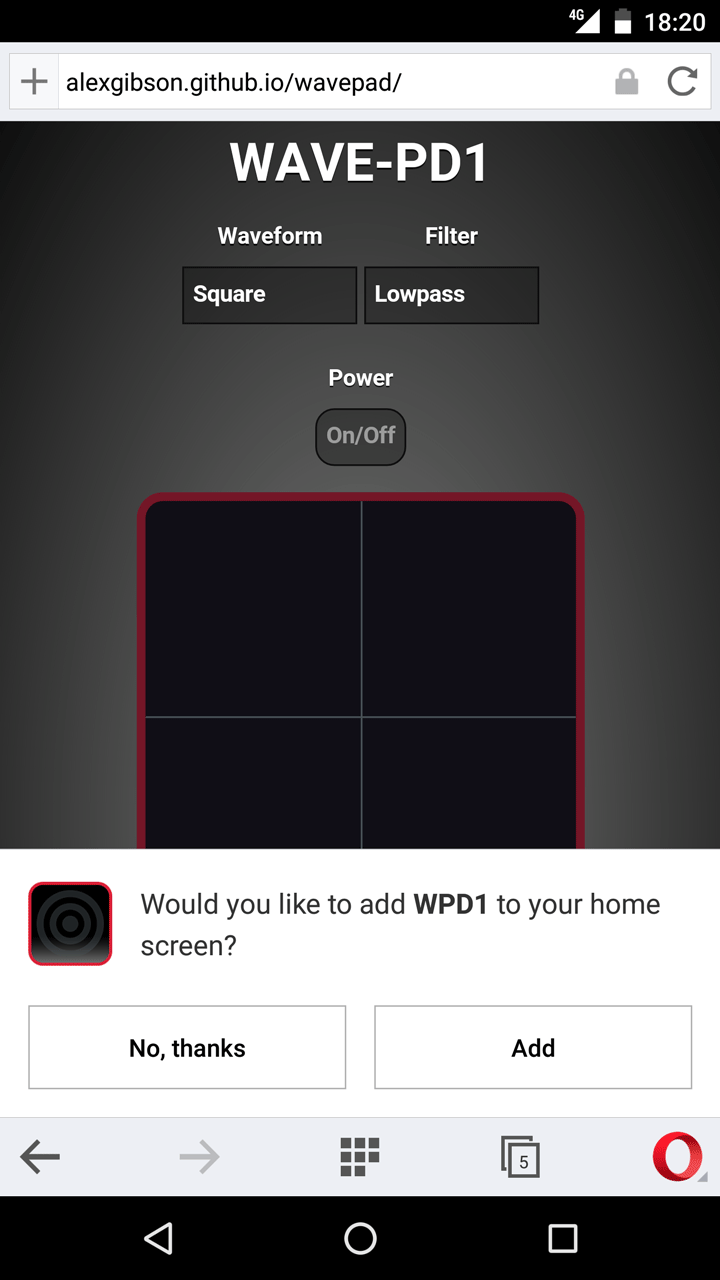 4G 18:20
alexgibson.github.io/wavepad/
WAVE-PD1
Waveform Filter
Square Lowpass
Power
On/Off
Would you like to add WPD1 to your home
screen?
No, thanks Add
5